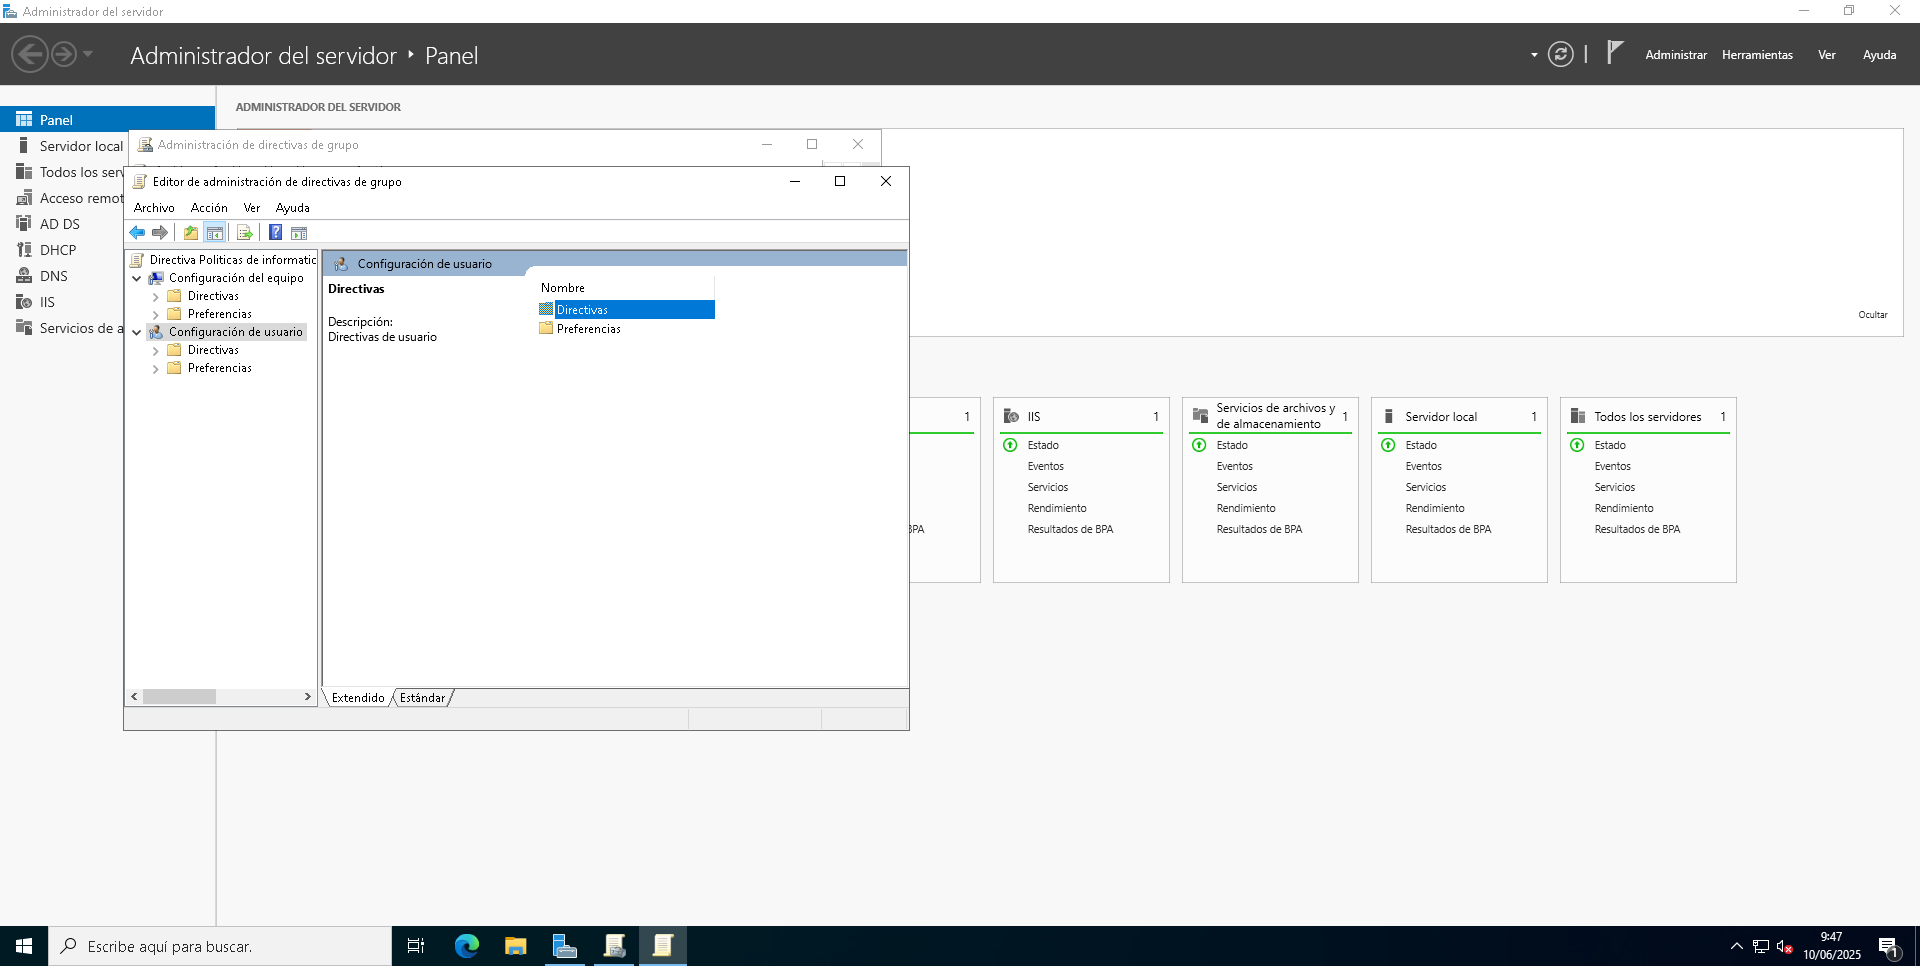 Administrador del servidor
Administrador del servidor ‣ Panel
Administrar Herramientas Ver Ayuda
ADMINISTRADOR DEL SERVIDOR
Panel
Servidor local
Todos los serv
Acceso remot
AD DS
DHCP
DNS
IIS
Servicios de a
Administración de directivas de grupo
Editor de administración de directivas de grupo
Archivo Acción Ver Ayuda
Directiva Politicas de informatic
Configuración del equipo
Directivas
Preferencias
Configuración de usuario
Directivas
Preferencias
Configuración de usuario
Directivas
Descripción:
Directivas de usuario
Nombre
Directivas
Preferencias
Extendido Estándar
Ocultar
1
BPA
IIS 1
Estado
Eventos
Servicios
Rendimiento
Resultados de BPA
Servicios de archivos y de almacenamiento 1
Estado
Eventos
Servicios
Rendimiento
Resultados de BPA
Servidor local 1
Estado
Eventos
Servicios
Rendimiento
Resultados de BPA
Todos los servidores 1
Estado
Eventos
Servicios
Rendimiento
Resultados de BPA
Escribe aquí para buscar.
9:47
10/06/2025
1